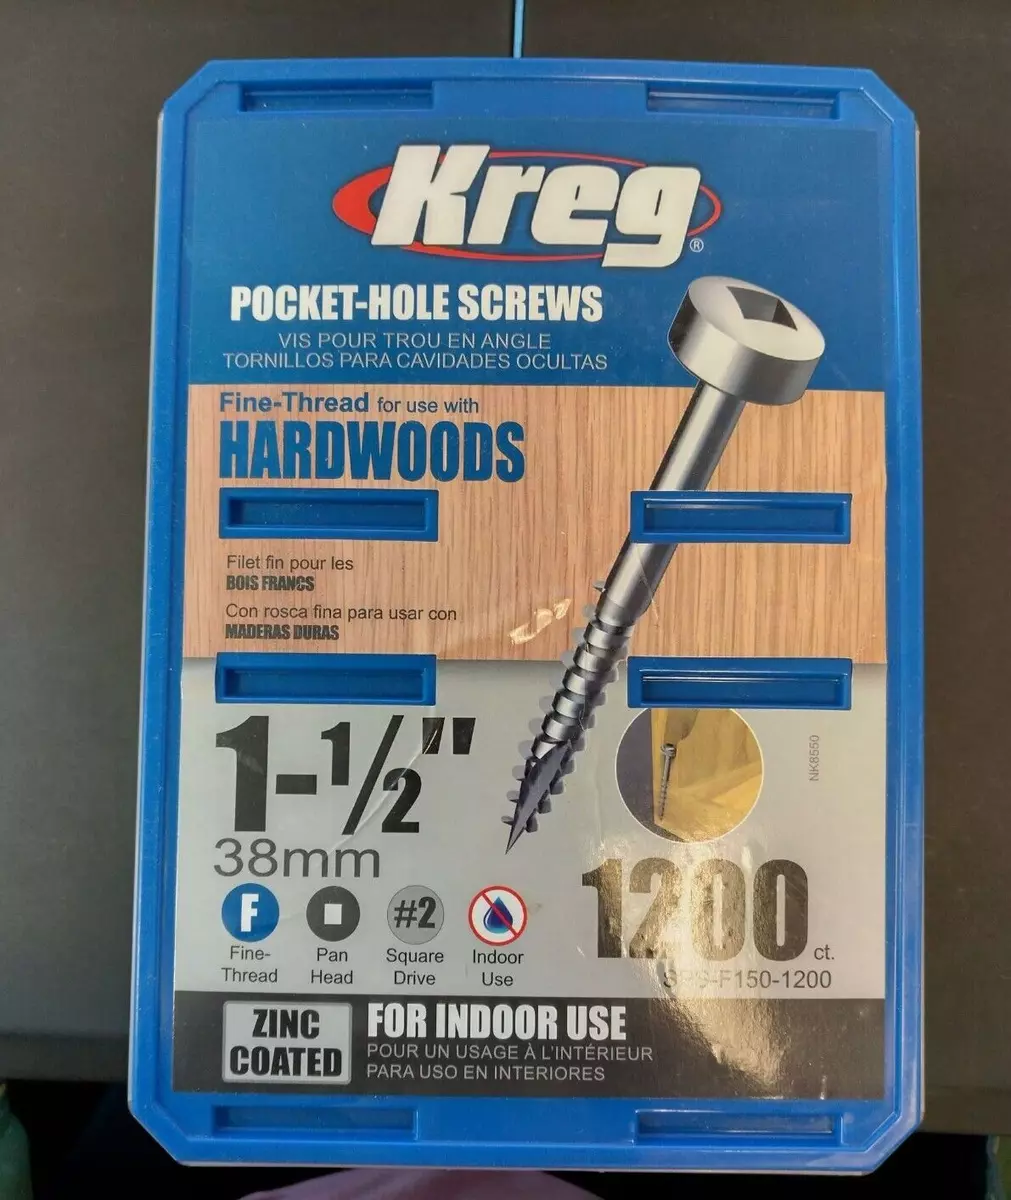 Kreg®
POCKET-HOLE SCREWS
VIS POUR TROU EN ANGLE
TORNILLOS PARA CAVIDADES OCULTAS
Fine-Thread for use with
HARDWOODS
Filet fin pour les
BOIS FRANCS
Con rosca fina para usar con
MADERAS DURAS
1-1/2"
38mm
NK8550
1200 ct.
-F150-1200
F
Fine-
Thread
Pan
Head
#2
Square
Drive
Indoor
Use
ZINC
COATED
FOR INDOOR USE
POUR UN USAGE À L'INTÉRIEUR
PARA USO EN INTERIORES